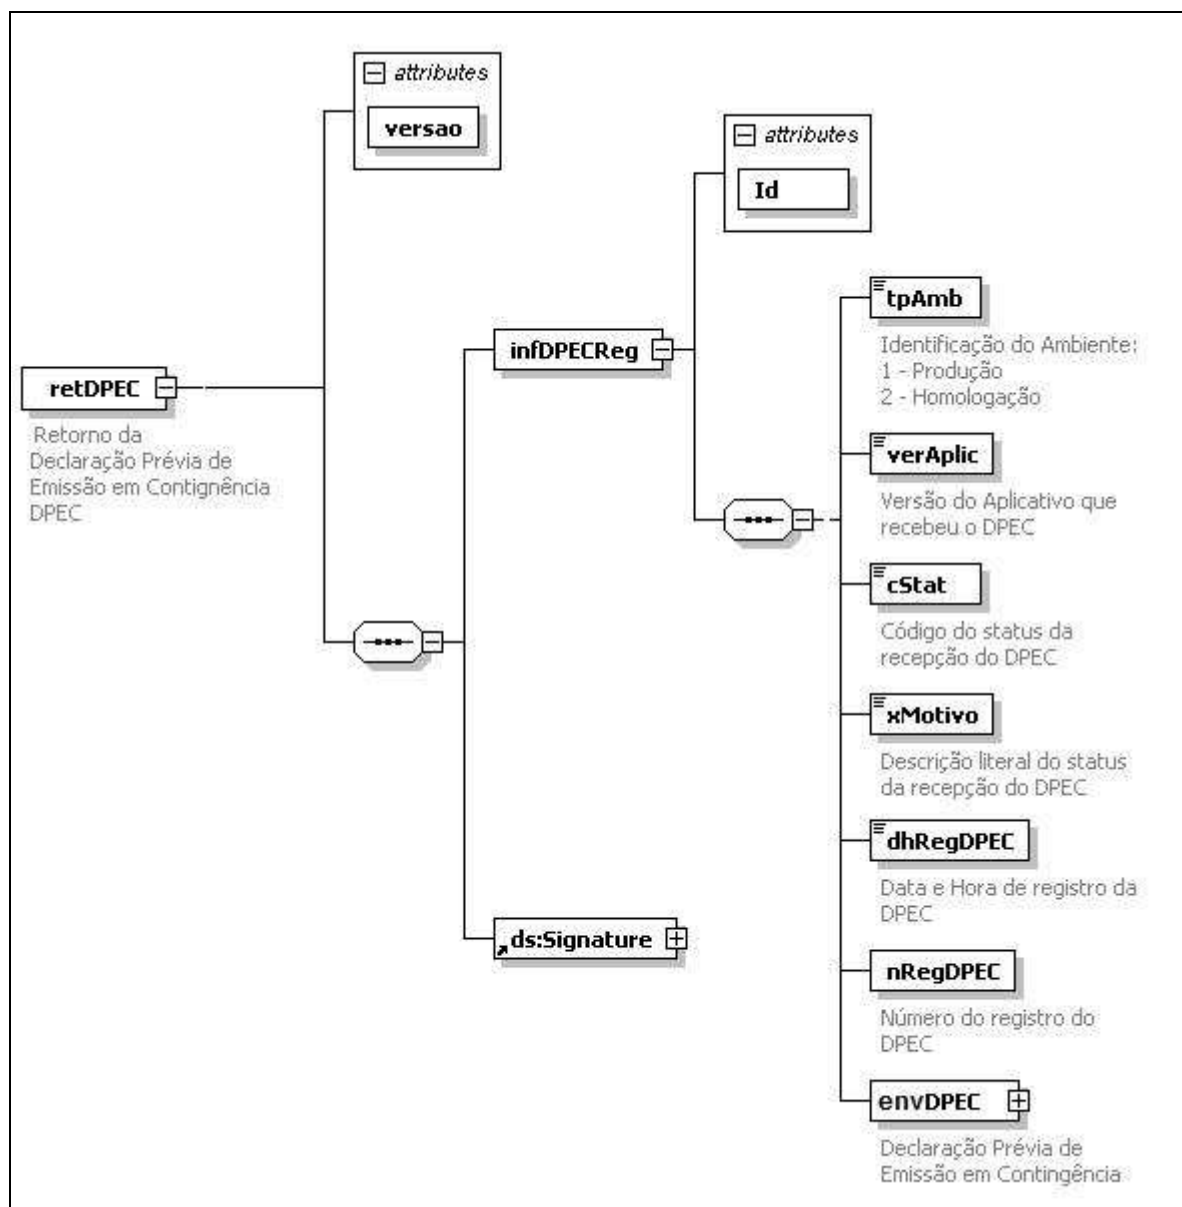 attributes
versao
attributes
Id
retDPEC
Retorno da
Declaração Prévia de
Emissão em Contignência
DPEC
infDPECReg
tpAmb
Identificação do Ambiente:
1 - Produção
2 - Homologação
verAplic
Versão do Aplicativo que
recebeu o DPEC
cStat
Código do status da
recepção do DPEC
xMotivo
Descrição literal do status
da recepção do DPEC
dhRegDPEC
Data e Hora de registro da
DPEC
ds:Signature
nRegDPEC
Número do registro do
DPEC
envDPEC
Declaração Prévia de
Emissão em Contingência